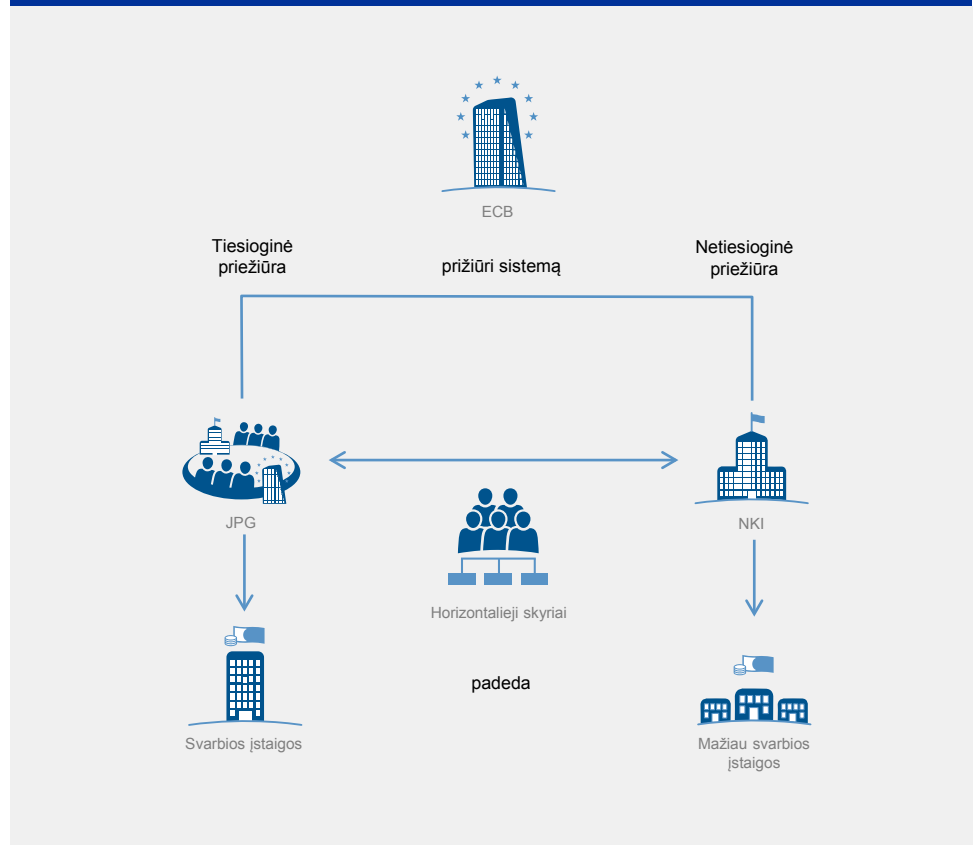 ECB
Tiesioginė
priežiūra
prižiūri sistemą
Netiesioginė
priežiūra
JPG
NKI
Horizontalieji skyriai
padeda
Svarbios įstaigos
Mažiau svarbios
įstaigos